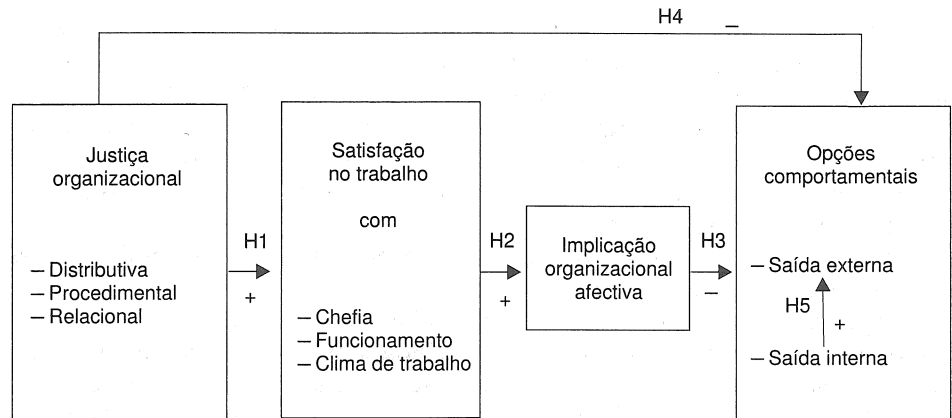 H4 –
Justiça
organizacional
– Distributiva
– Procedimental
– Relacional
H1
+
Satisfação
no trabalho
com
– Chefia
– Funcionamento
– Clima de trabalho
H2
+
Implicação
organizacional
afectiva
H3
–
Opções
comportamentais
– Saída externa
H5
+
– Saída interna